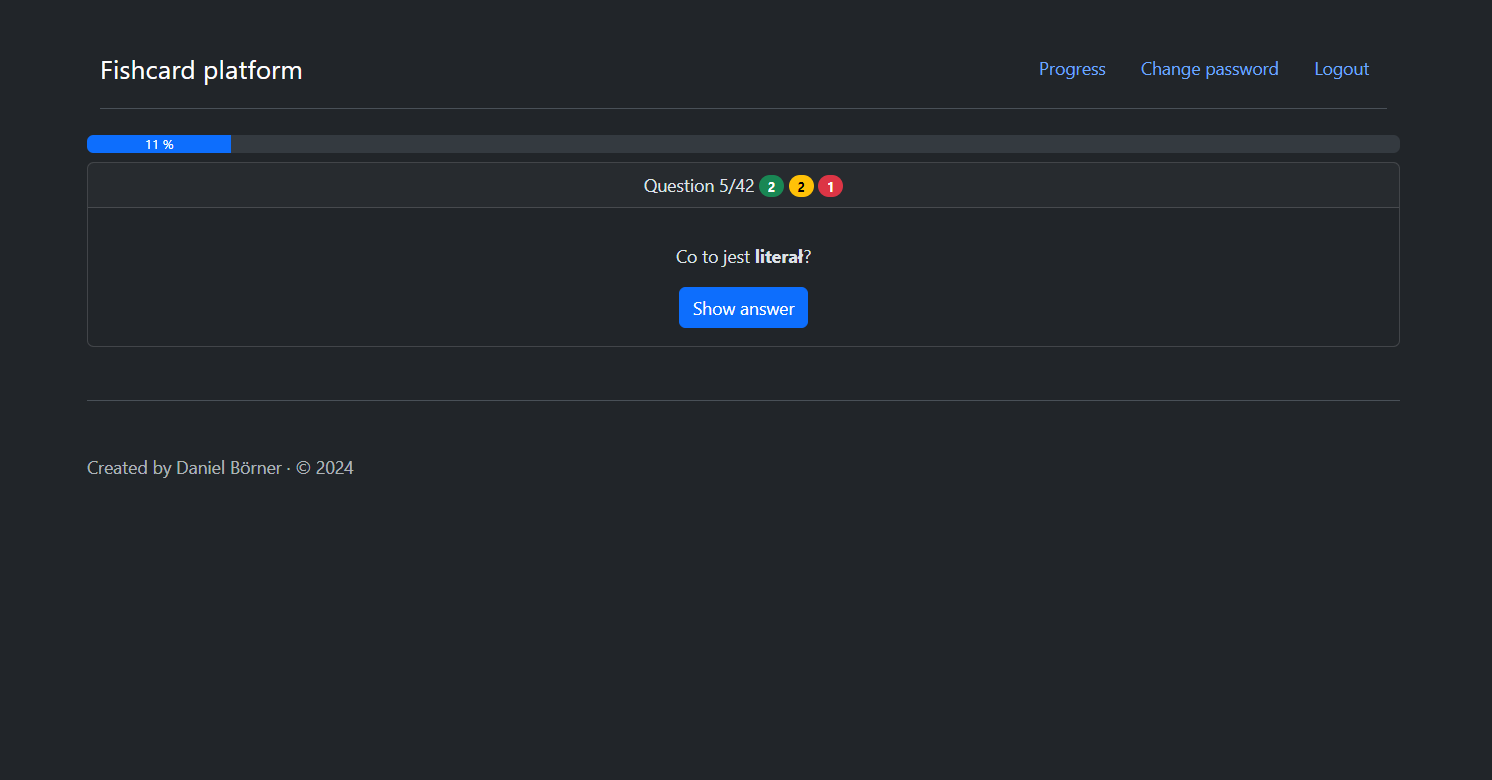 Fishcard platform
Progress Change password Logout
11 %
Question 5/42 2 2 1
Co to jest literał?
Show answer
Created by Daniel Börner · © 2024